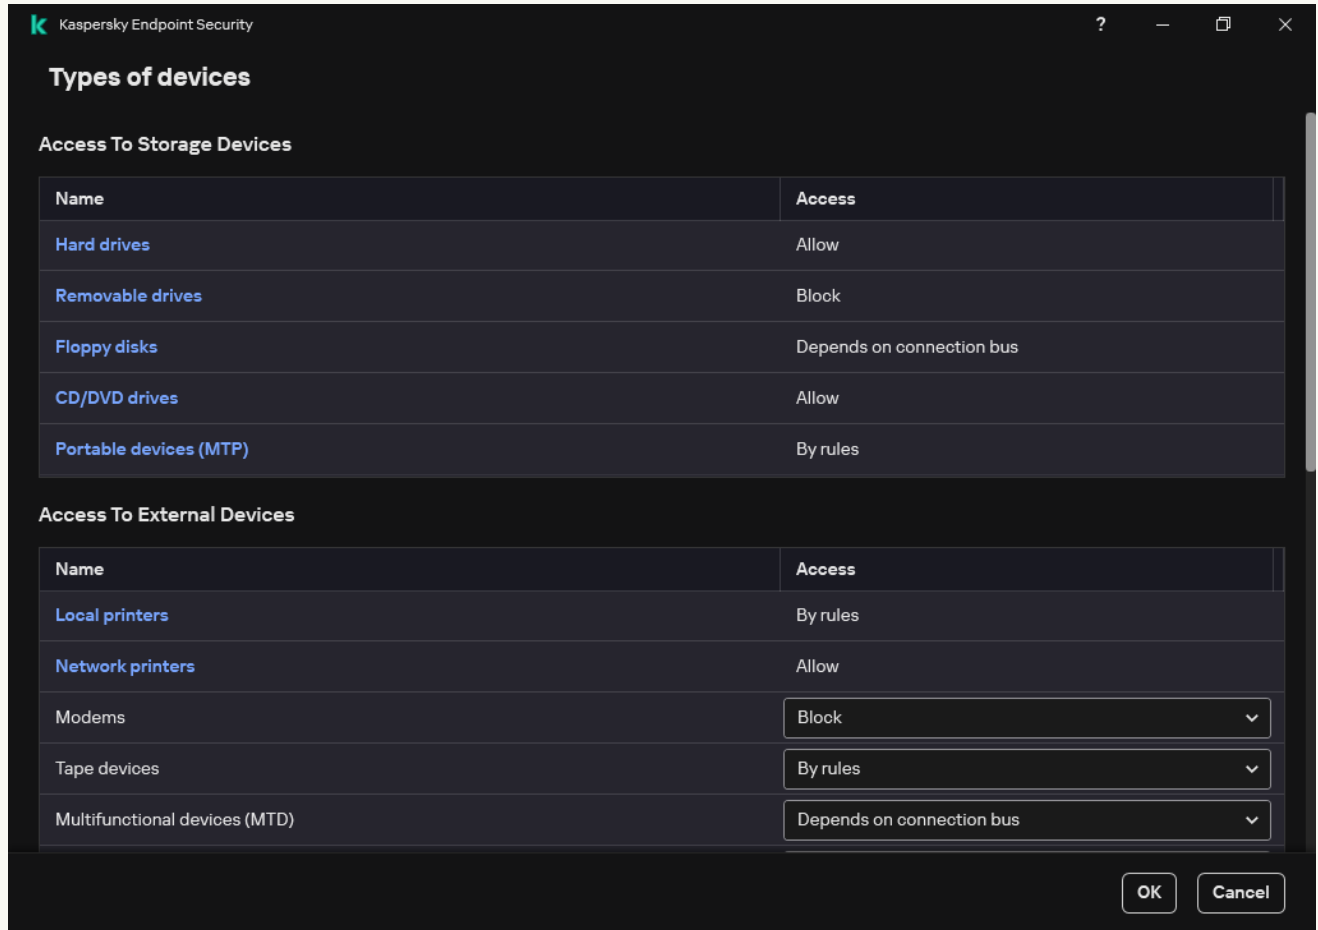 Kaspersky Endpoint Security ?
Types of devices
Access To Storage Devices
Name Access
Hard drives Allow
Removable drives Block
Floppy disks Depends on connection bus
CD/DVD drives Allow
Portable devices (MTP) By rules
Access To External Devices
Name Access
Local printers By rules
Network printers Allow
Modems Block
Tape devices By rules
Multifunctional devices (MTD) Depends on connection bus
OK Cancel